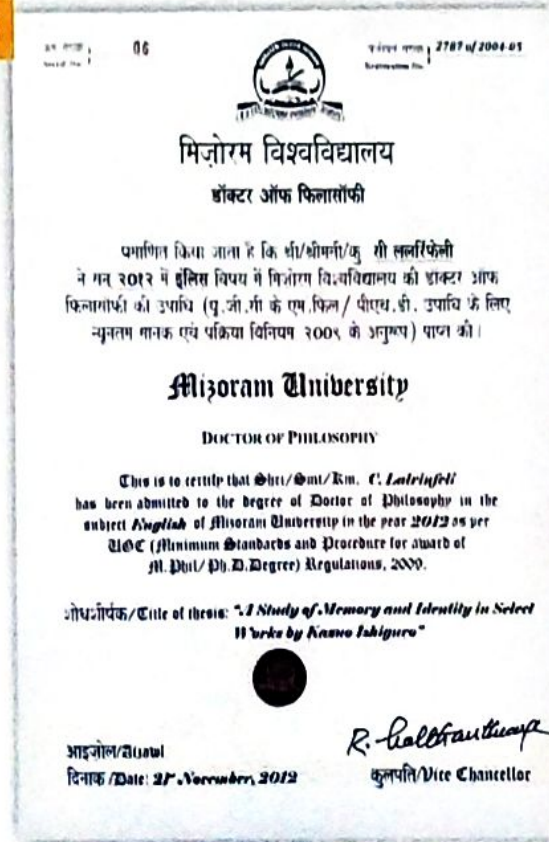 06
2787 of 2004-05
मिज़ोरम विश्वविद्यालय
डॉक्टर ऑफ फिलासॉफी
प्रमाणित किया जाता है कि श्री/श्रीमती/कु सी ललरिंफेली
ने सन् २०१२ में इंलिस विषय में मिज़ोरम विश्वविद्यालय की डॉक्टर ऑफ
फिलासॉफी की उपाधि (यू.जी.सी के एम.फिल/ पीएच.डी. उपाधि के लिए
न्यूनतम मानक एवं प्रक्रिया विनियम २००९ के अनुरूप) प्राप्त की।
Mizoram University
DOCTOR OF PHILOSOPHY
This is to certify that Shri/Smt/Km. C. Lalrinfeli
has been admitted to the degree of Doctor of Philosophy in the
subject English of Mizoram University in the year 2012 as per
UGC (Minimum Standards and Procedure for award of
M.Phil/ Ph.D.Degree) Regulations, 2009.
शोधशीर्षक/Title of thesis: "A Study of Memory and Identity in Select
Works by Kazuo Ishiguro"
आइजोल/Aizawl
दिनांक /Date: 21st November, 2012
कुलपति/Vice Chancellor